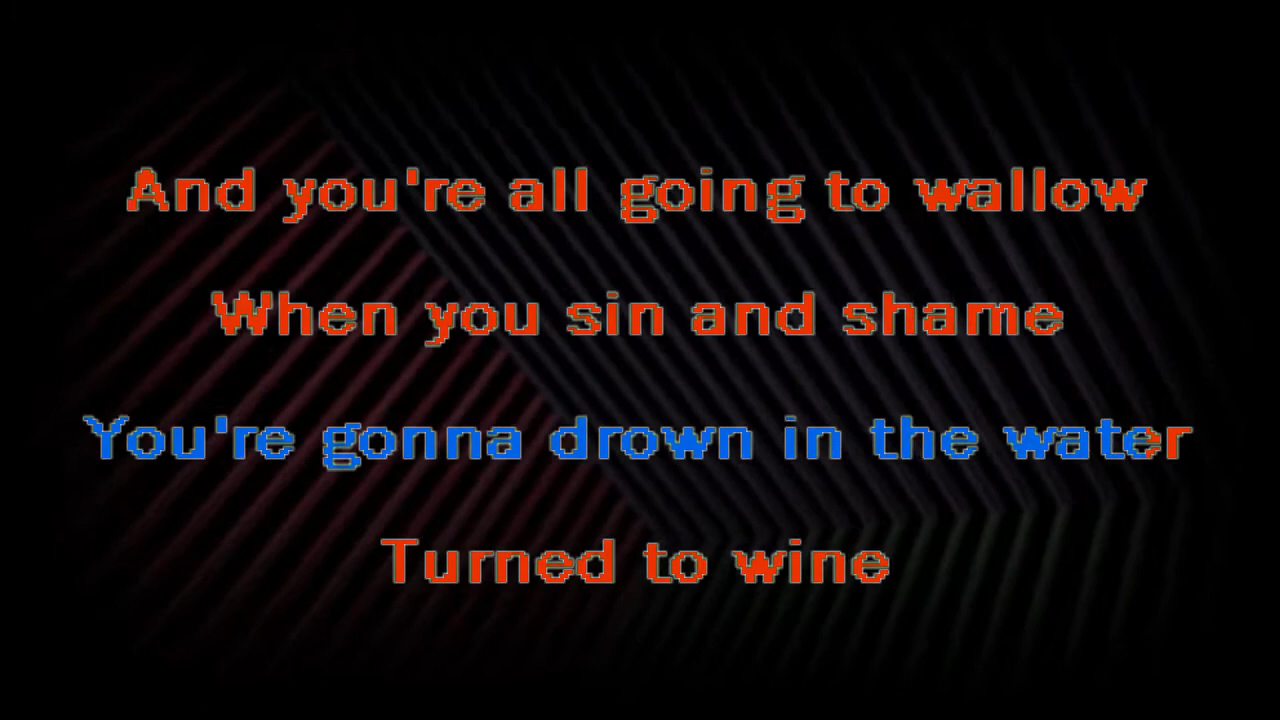 And you're all going to wallow
When you sin and shame
You're gonna drown in the water
Turned to wine